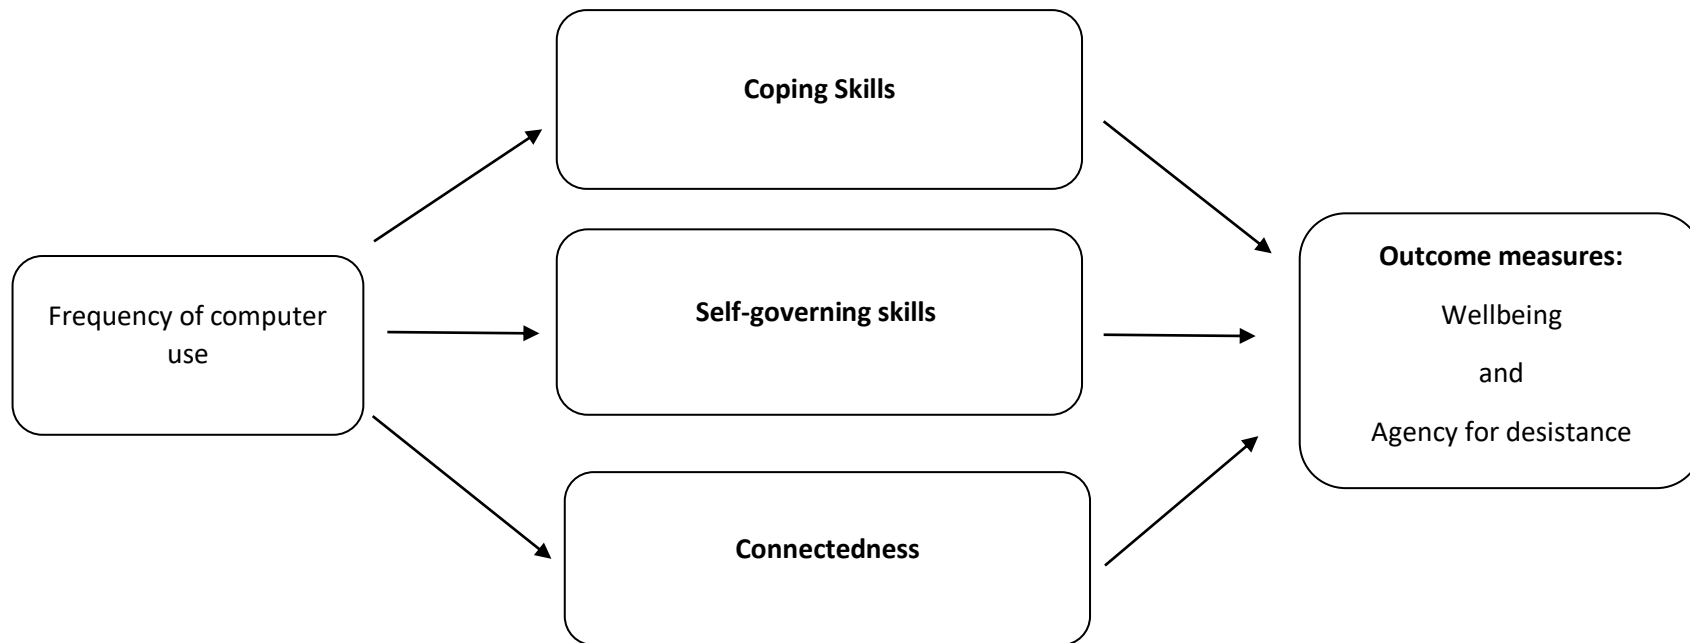 Coping Skills
Frequency of computer
use
Self-governing skills
Connectedness
Outcome measures:
Wellbeing
and
Agency for desistance